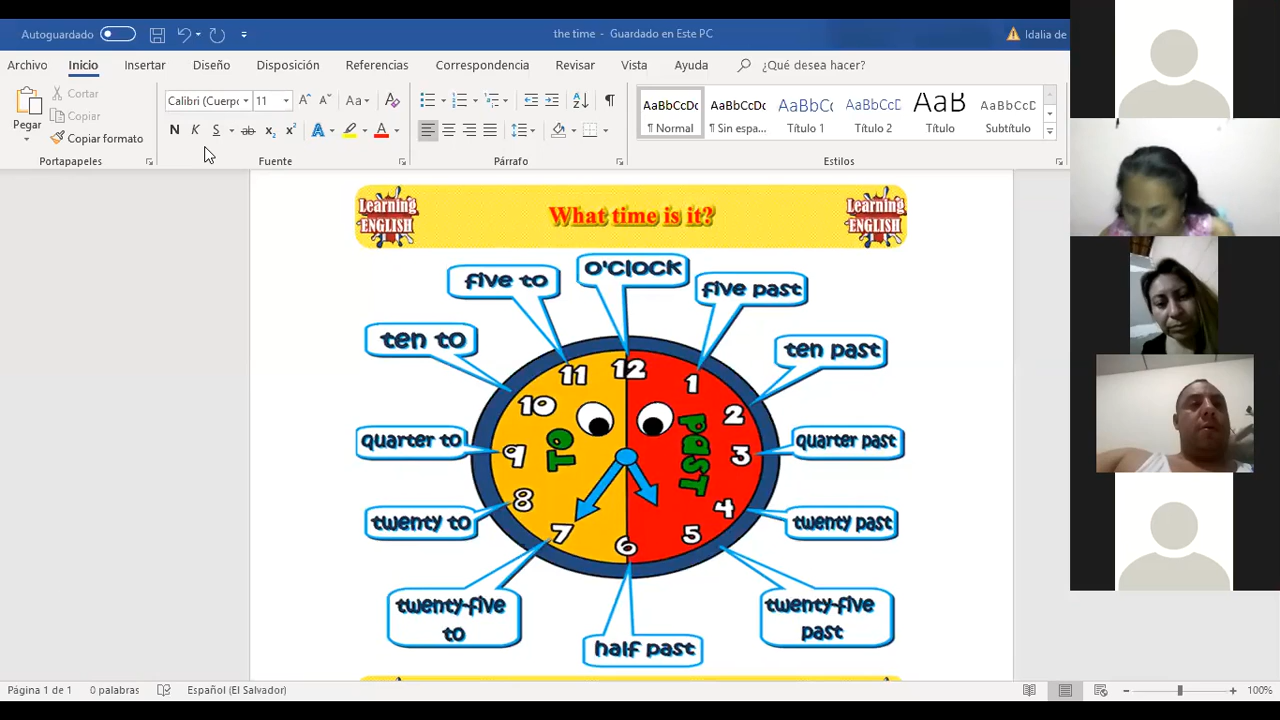 Autoguardado
the time - Guardado en Este PC
Idalia de
Archivo Inicio Insertar Diseño Disposición Referencias Correspondencia Revisar Vista Ayuda ¿Qué desea hacer?
Pegar
Cortar
Copiar
Copiar formato
Calibri (Cuerpo 11
Aa
N K S ab x₂ x² A A
AaBbCcDc AaBbCcDc AaBbCc AaBbCcD AaB AaBbCcD
¶ Normal ¶ Sin espa... Título 1 Título 2 Título Subtítulo
Portapapeles Fuente Párrafo Estilos
Learning
ENGLISH
What time is it?
Learning
ENGLISH
o'clock
five past
ten past
quarter past
twenty past
twenty-five
past
half past
twenty-five
to
twenty to
quarter to
ten to
five to
12
1
2
3
4
5
6
7
8
9
10
11
TO
PAST
Página 1 de 1 0 palabras Español (El Salvador) 100%